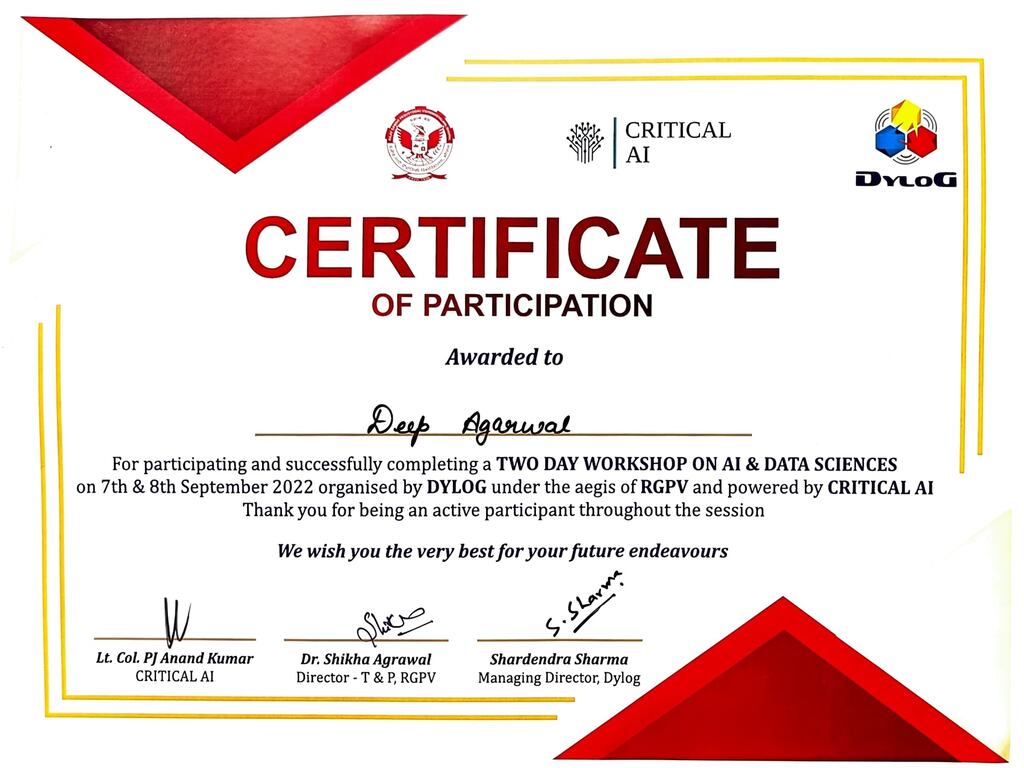 CRITICAL
AI
DYLOG
CERTIFICATE
OF PARTICIPATION
Awarded to
Deep Agarwal
For participating and successfully completing a TWO DAY WORKSHOP ON AI & DATA SCIENCES
on 7th & 8th September 2022 organised by DYLOG under the aegis of RGPV and powered by CRITICAL AI
Thank you for being an active participant throughout the session
We wish you the very best for your future endeavours
S. Sharma
Lt. Col. PJ Anand Kumar
CRITICAL AI
Dr. Shikha Agrawal
Director - T & P, RGPV
Shardendra Sharma
Managing Director, Dylog